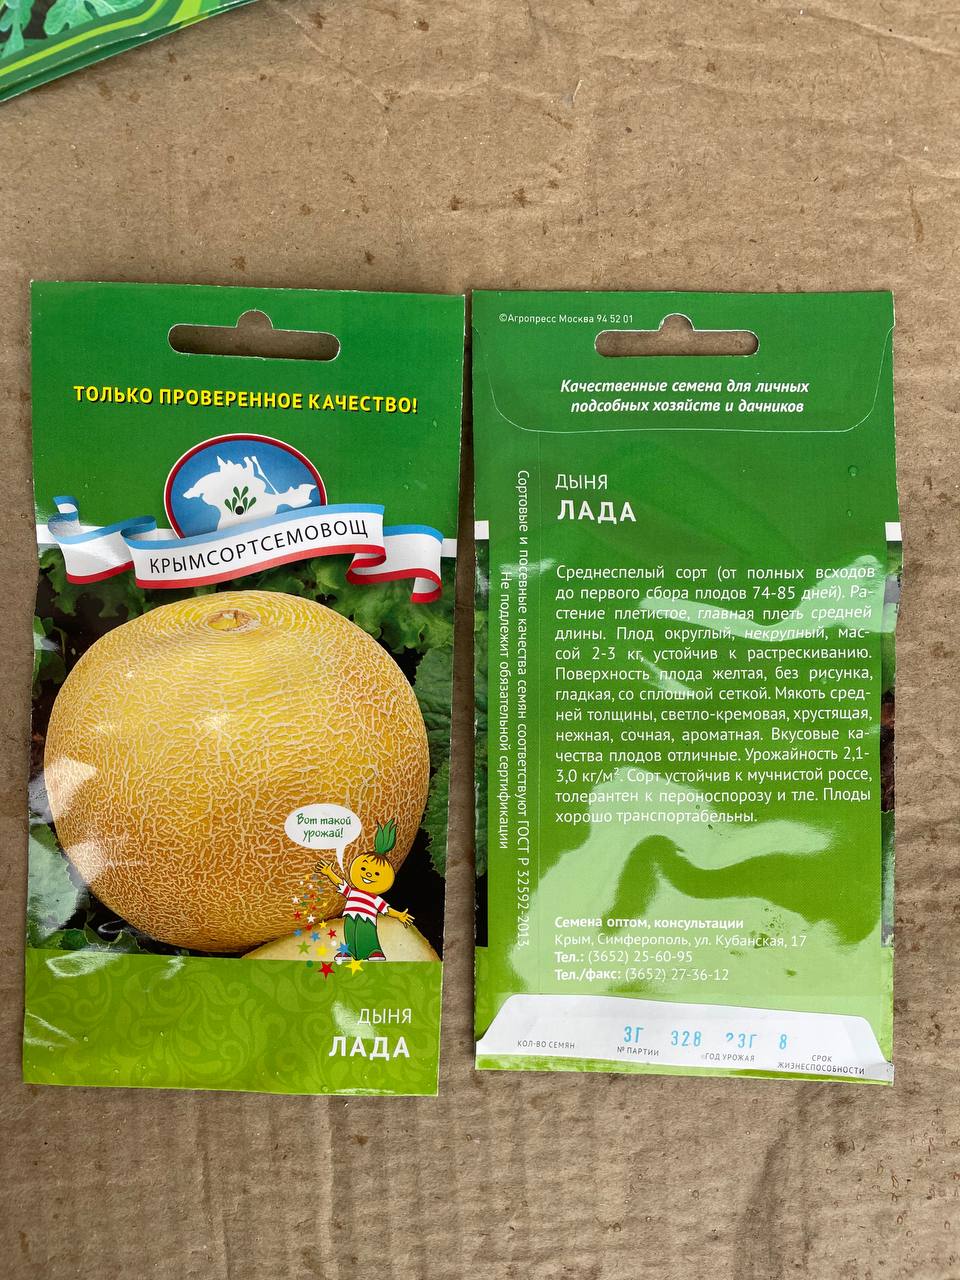 ТОЛЬКО ПРОВЕРЕННОЕ КАЧЕСТВО!
КРЫМСОРТСЕМОВОЩ
Вот такой
урожай!
ДЫНЯ
ЛАДА
©Агропресс Москва 94 52 01
Качественные семена для личных
подсобных хозяйств и дачников
ДЫНЯ
ЛАДА
Среднеспелый сорт (от полных всходов
до первого сбора плодов 74-85 дней). Ра-
стение плетистое, главная плеть средней
длины. Плод округлый, некрупный, мас-
сой 2-3 кг, устойчив к растрескиванию.
Поверхность плода желтая, без рисунка,
гладкая, со сплошной сеткой. Мякоть сред-
ней толщины, светло-кремовая, хрустящая,
нежная, сочная, ароматная. Вкусовые ка-
чества плодов отличные. Урожайность 2,1-
3,0 кг/м². Сорт устойчив к мучнистой россе,
толерантен к пероноспорозу и тле. Плоды
хорошо транспортабельны.
Сортовые и посевные качества семян соответствуют ГОСТ Р 32592-2013
Не подлежит обязательной сертификации
Семена оптом, консультации
Крым, Симферополь, ул. Кубанская, 17
Тел.: (3652) 25-60-95
Тел./факс: (3652) 27-36-12
3Г 328 23Г 8
КОЛ-ВО СЕМЯН № ПАРТИИ ГОД УРОЖАЯ СРОК
ЖИЗНЕСПОСОБНОСТИ